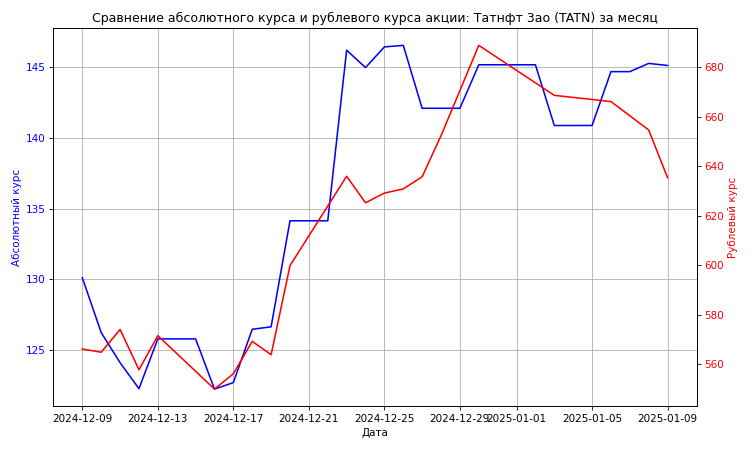 Сравнение абсолютного курса и рублевого курса акции: Татнфт 3ао (TATN) за месяц
145
140
135
130
125
Абсолютный курс
680
660
640
620
600
580
560
Рублевый курс
2024-12-09 2024-12-13 2024-12-17 2024-12-21 2024-12-25 2024-12-29 2025-01-01 2025-01-05 2025-01-09
Дата